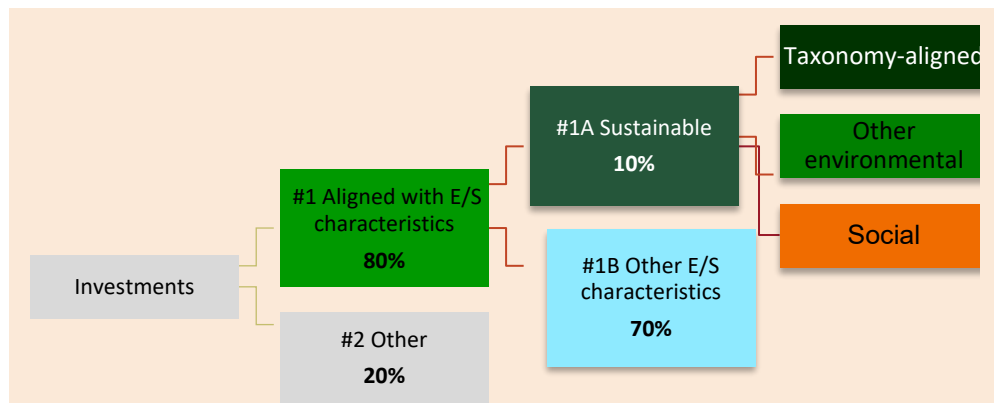 Investments
#1 Aligned with E/S
characteristics
80%
#2 Other
20%
#1A Sustainable
10%
#1B Other E/S
characteristics
70%
Taxonomy-aligned
Other
environmental
Social